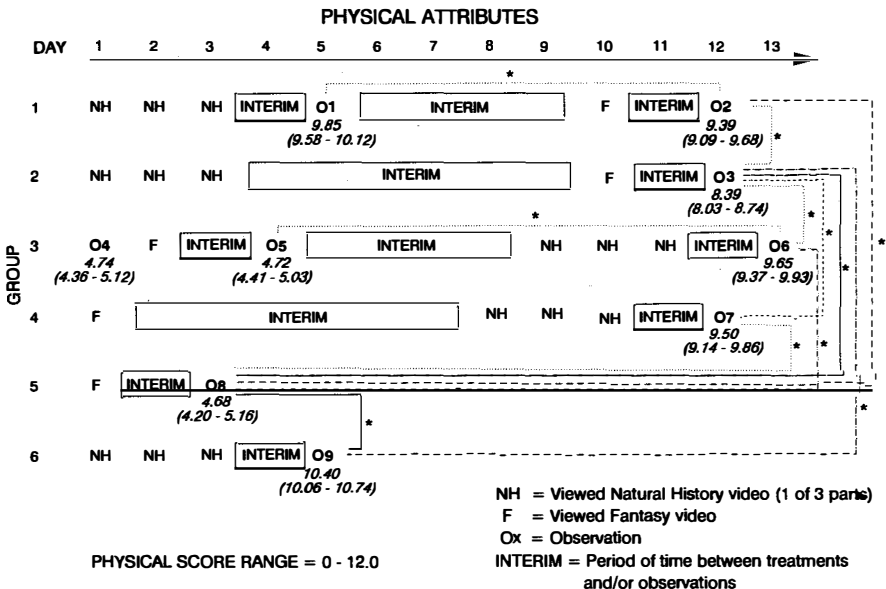 PHYSICAL ATTRIBUTES
DAY 1 2 3 4 5 6 7 8 9 10 11 12 13
*
1 NH NH NH INTERIM O1 INTERIM F INTERIM O2
9.85 9.39
(9.58 - 10.12) (9.09 - 9.68) *
2 NH NH NH INTERIM F INTERIM O3
8.39
(8.03 - 8.74)
* * * *
GROUP
*
3 O4 F INTERIM O5 INTERIM NH NH NH INTERIM O6
4.74 4.72 9.65
(4.36 - 5.12) (4.41 - 5.03) (9.37 - 9.93)
4 F INTERIM NH NH NH INTERIM O7
9.50
(9.14 - 9.86) * *
5 F INTERIM O8
4.68
(4.20 - 5.16)
* *
6 NH NH NH INTERIM O9
10.40
(10.06 - 10.74)
NH = Viewed Natural History video (1 of 3 parts)
F = Viewed Fantasy video
Ox = Observation
PHYSICAL SCORE RANGE = 0 - 12.0
INTERIM = Period of time between treatments
and/or observations